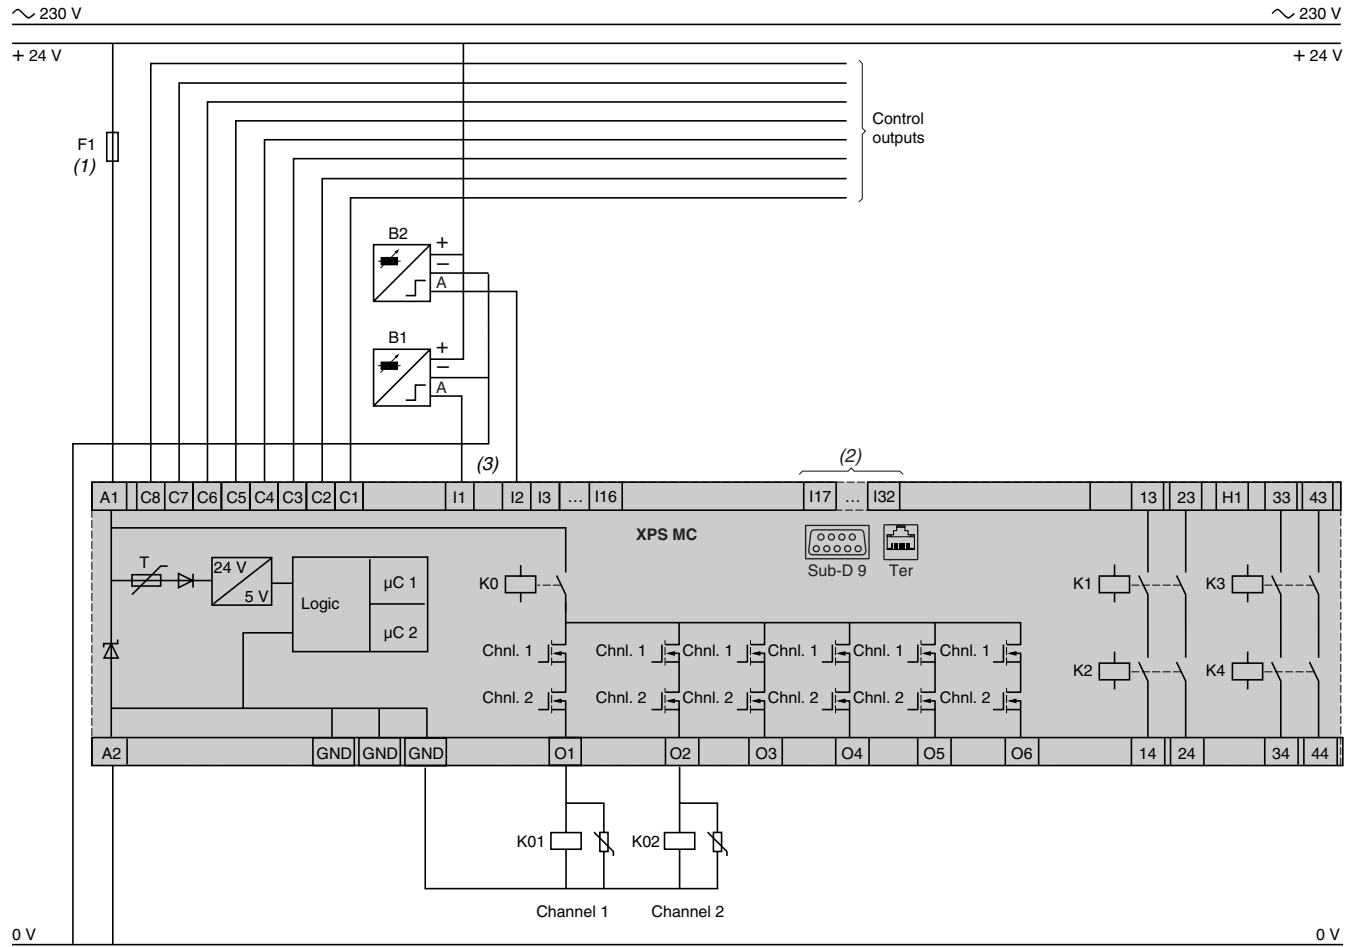 230 V 230 V
+ 24 V + 24 V
Control
outputs
F1
(1)
B2
+
−
A
B1
+
−
A
(3) (2)
A1 C8 C7 C6 C5 C4 C3 C2 C1 I1 I2 I3 ... I16 I17 ... I32 13 23 H1 33 43
XPS MC
Sub-D 9 Ter
T 24 V
5 V
Logic
µC 1
µC 2
K0 K1 K3
Chnl. 1 Chnl. 1 Chnl. 1 Chnl. 1 Chnl. 1 Chnl. 1
K2 K4
Chnl. 2 Chnl. 2 Chnl. 2 Chnl. 2 Chnl. 2 Chnl. 2
A2 GND GND GND O1 O2 O3 O4 O5 O6 14 24 34 44
K01 K02
Channel 1 Channel 2
0 V 0 V